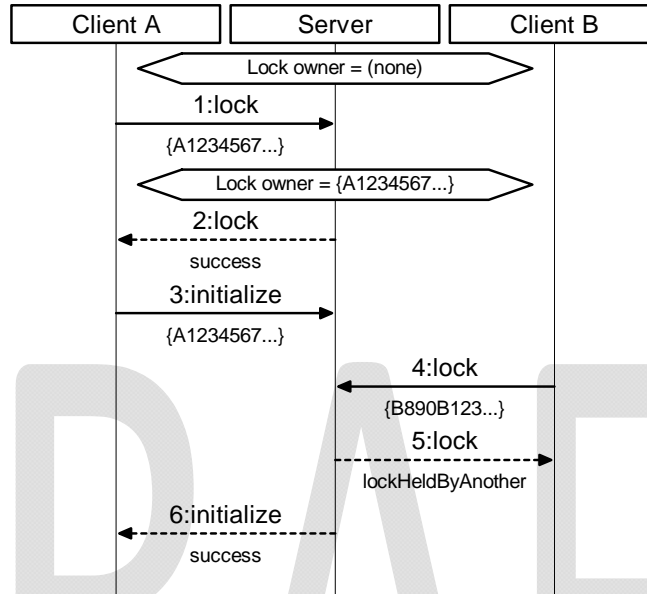 Client A Server Client B
Lock owner = (none)
1:lock
{A1234567...}
Lock owner = {A1234567...}
2:lock
success
3:initialize
{A1234567...}
4:lock
{B890B123...}
5:lock
lockHeldByAnother
6:initialize
success